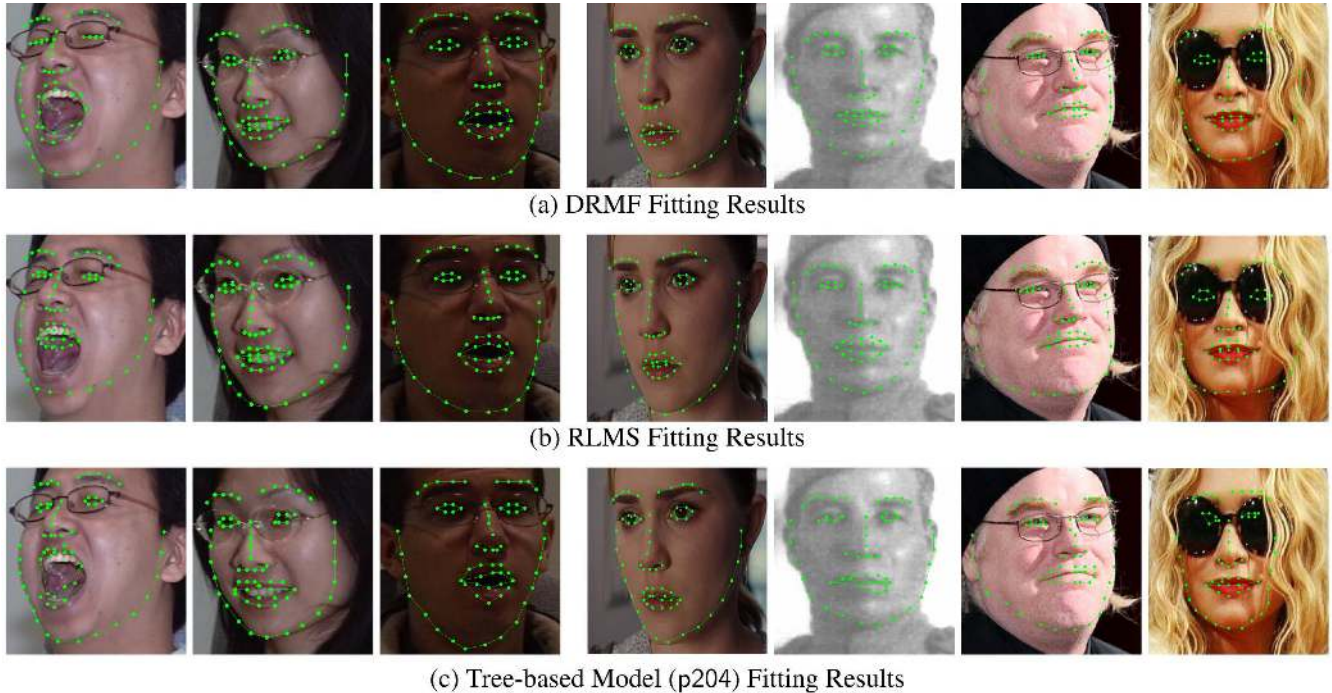 (a) DRMF Fitting Results
(b) RLMS Fitting Results
(c) Tree-based Model (p204) Fitting Results